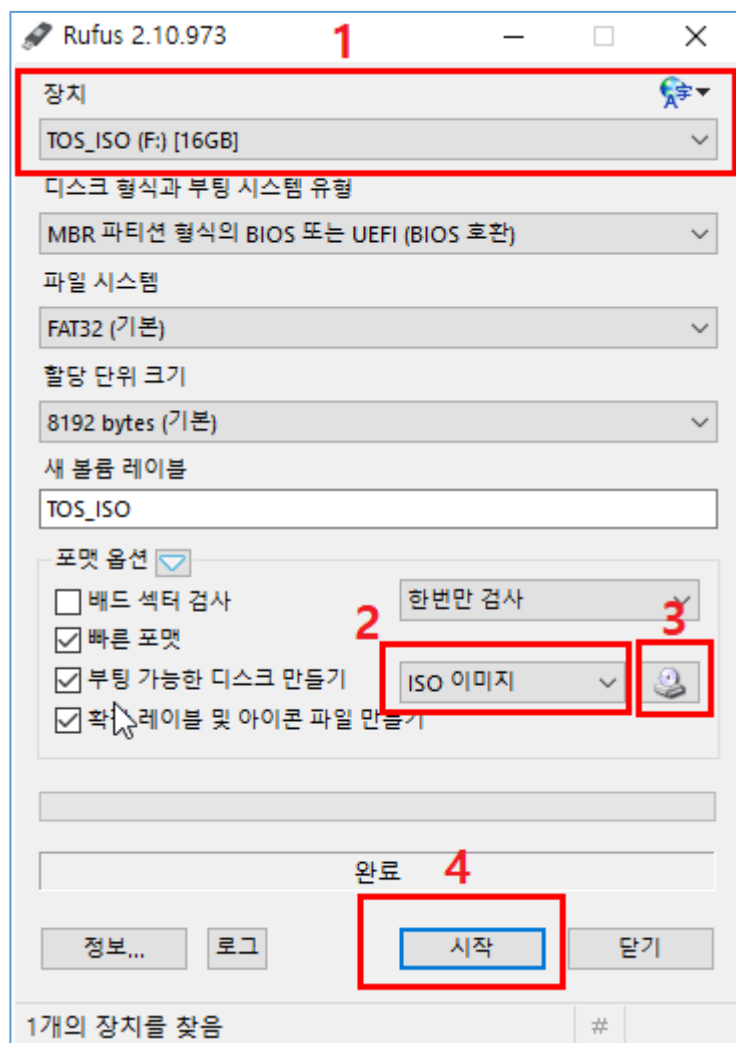 Rufus 2.10.973
1
장치
TOS_ISO (F:) [16GB]
디스크 형식과 부팅 시스템 유형
MBR 파티션 형식의 BIOS 또는 UEFI (BIOS 호환)
파일 시스템
FAT32 (기본)
할당 단위 크기
8192 bytes (기본)
새 볼륨 레이블
TOS_ISO
포맷 옵션
배드 섹터 검사 한번만 검사
2 3
빠른 포맷
부팅 가능한 디스크 만들기 ISO 이미지
레이블 및 아이콘 파일 만들기
완료 4
정보... 로그 시작 닫기
1개의 장치를 찾음 #